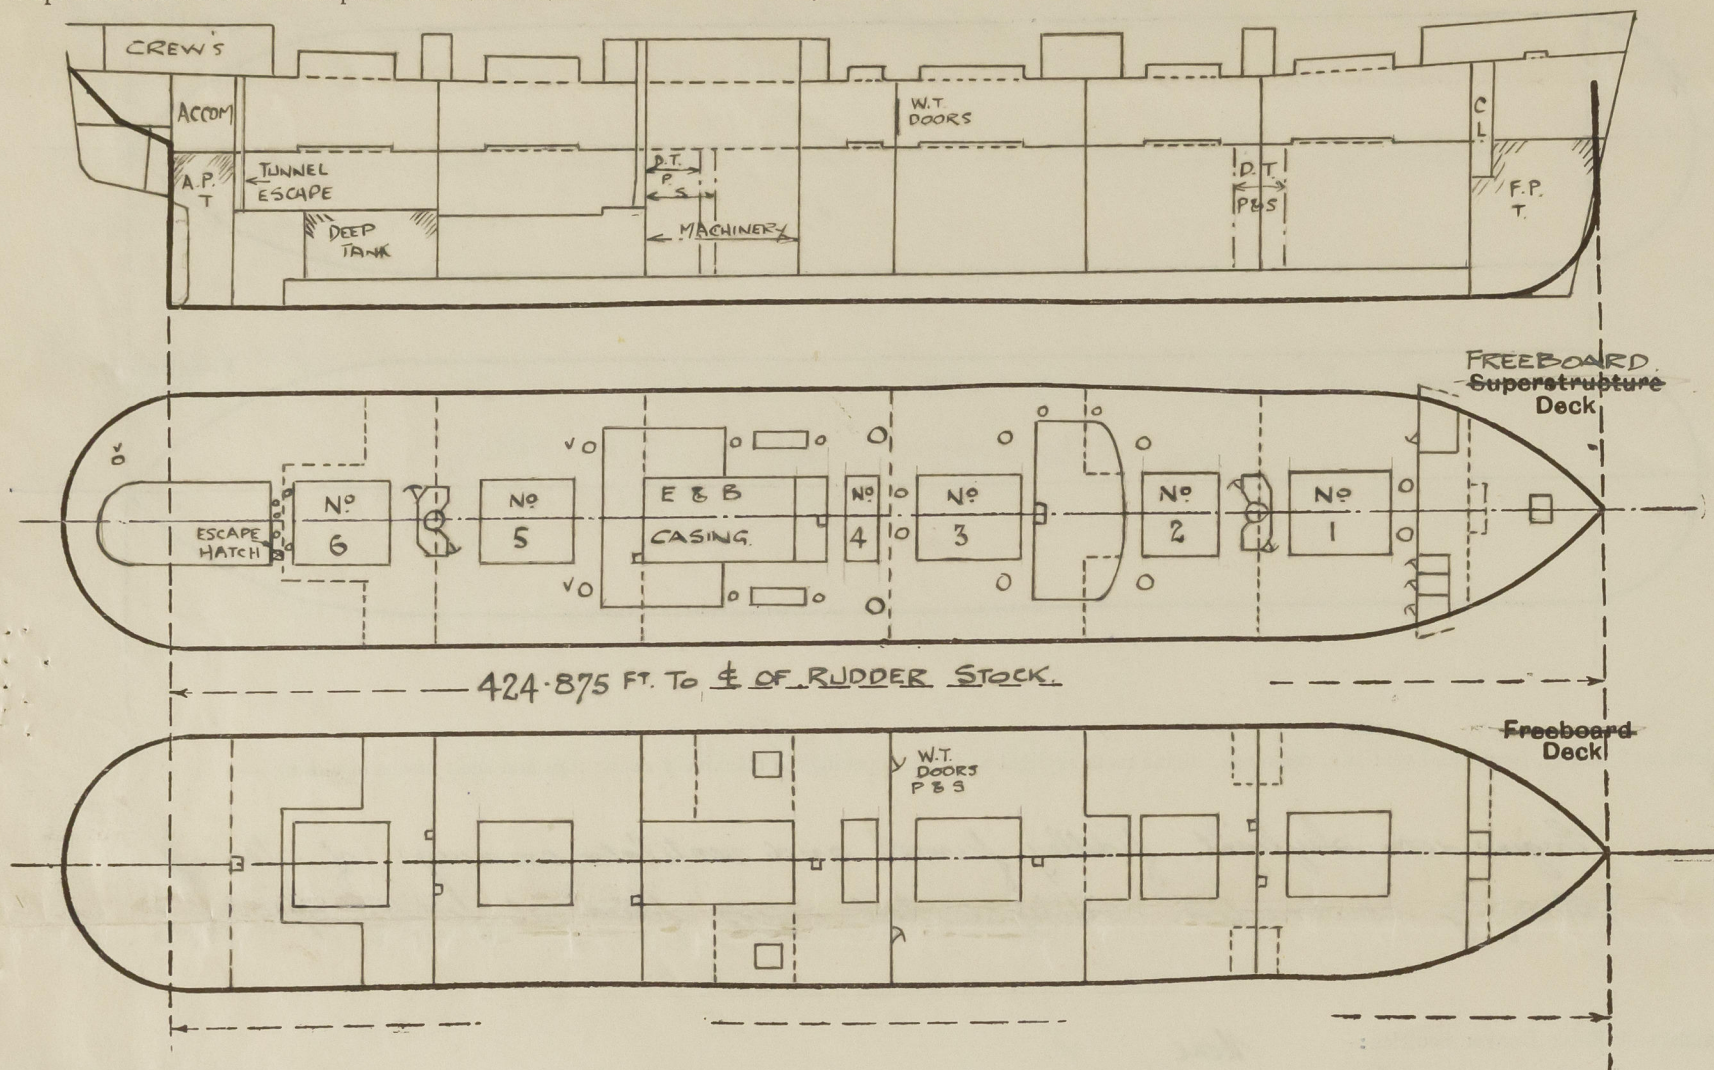 CREW'S
ACCOM
W.T.
DOORS
C
L
TUNNEL
ESCAPE
A.P.
T
D.T.
P
S
D.T.
P&S
F.P.
T.
DEEP
TANK
MACHINERY
FREEBOARD.
Superstructure
Deck
V
V
Nº
6
Nº
5
E & B
CASING.
Nº
4
Nº
3
Nº
2
Nº
1
ESCAPE
HATCH
V
424·875 FT. TO ℄ OF RUDDER STOCK.
Freeboard
Deck
W.T.
DOORS
P & S